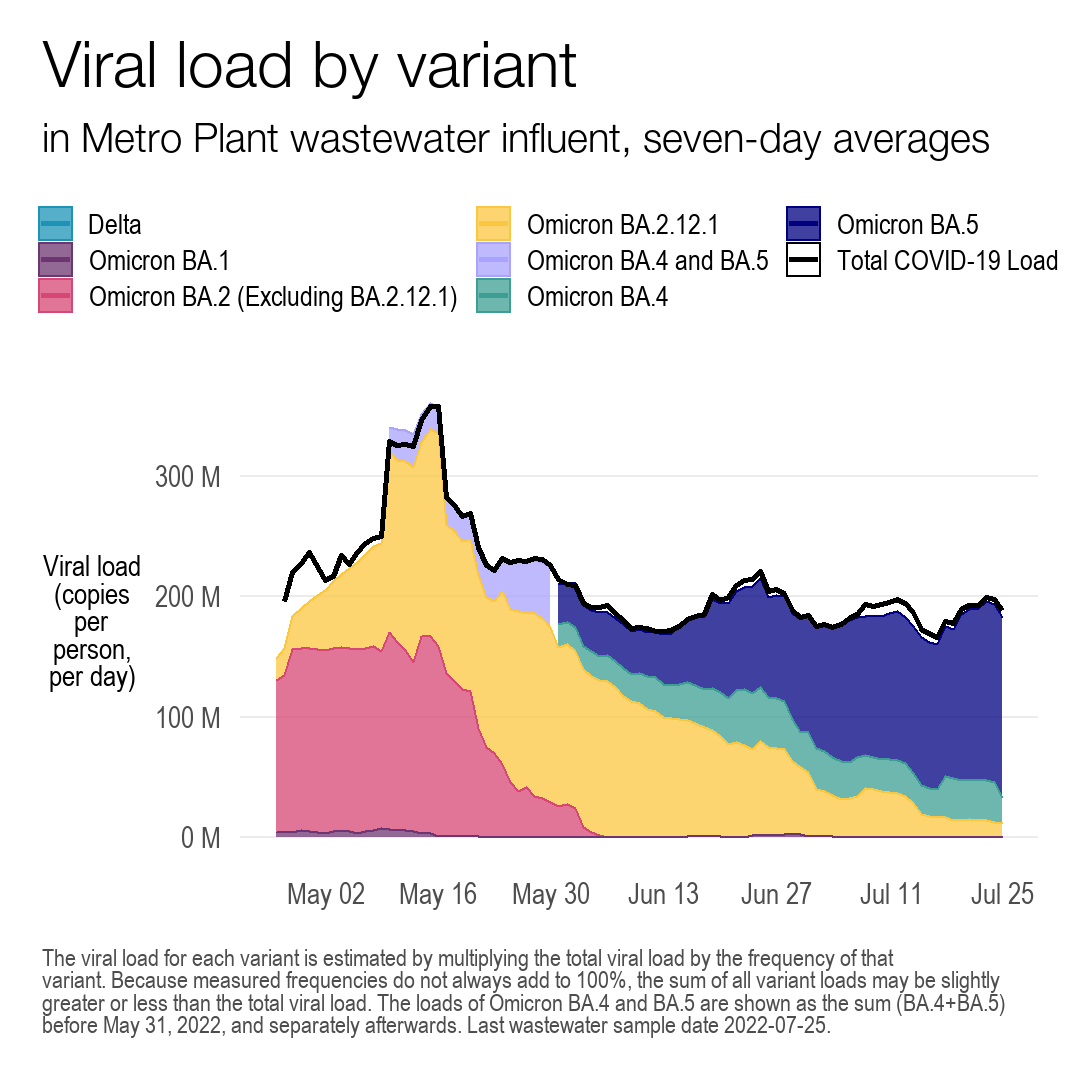 Viral load by variant
in Metro Plant wastewater influent, seven-day averages
Delta
Omicron BA.1
Omicron BA.2 (Excluding BA.2.12.1)
Omicron BA.2.12.1
Omicron BA.4 and BA.5
Omicron BA.4
Omicron BA.5
Total COVID-19 Load
300 M
200 M
100 M
0 M
Viral load
(copies
per
person,
per day)
May 02
May 16
May 30
Jun 13
Jun 27
Jul 11
Jul 25
The viral load for each variant is estimated by multiplying the total viral load by the frequency of that
variant. Because measured frequencies do not always add to 100%, the sum of all variant loads may be slightly
greater or less than the total viral load. The loads of Omicron BA.4 and BA.5 are shown as the sum (BA.4+BA.5)
before May 31, 2022, and separately afterwards. Last wastewater sample date 2022-07-25.